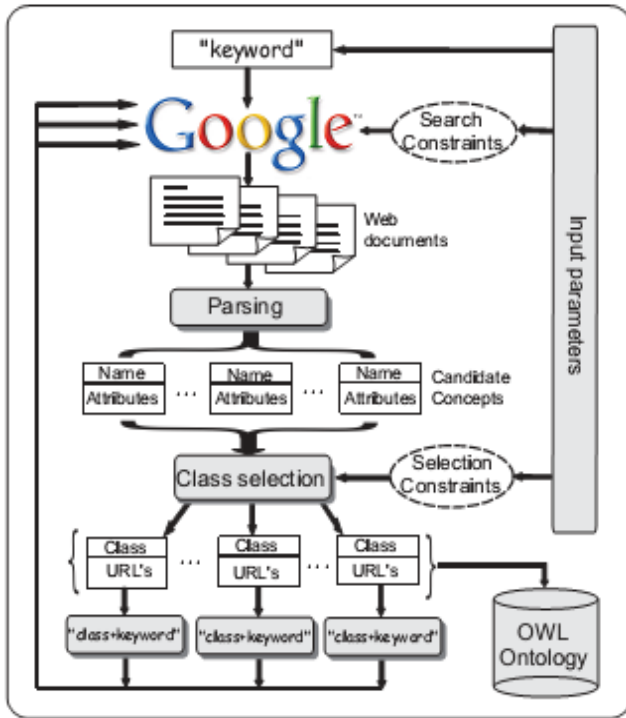 "keyword"
Google™
Search
Constraints
Web
documents
Input parameters
Parsing
Name
Attributes
...
Name
Attributes
...
Name
Attributes
Candidate
Concepts
Class selection
Selection
Constraints
Class
URL's
...
Class
URL's
...
Class
URL's
"class+keyword"
"class+keyword"
"class+keyword"
OWL
Ontology